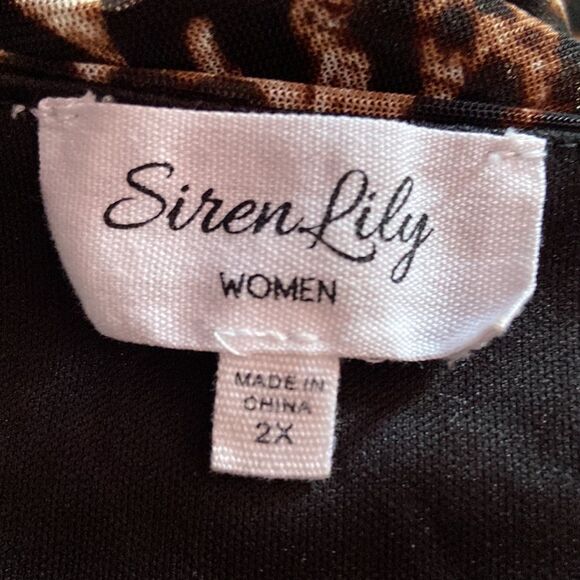 Siren Lily
WOMEN
MADE IN
CHINA
2X